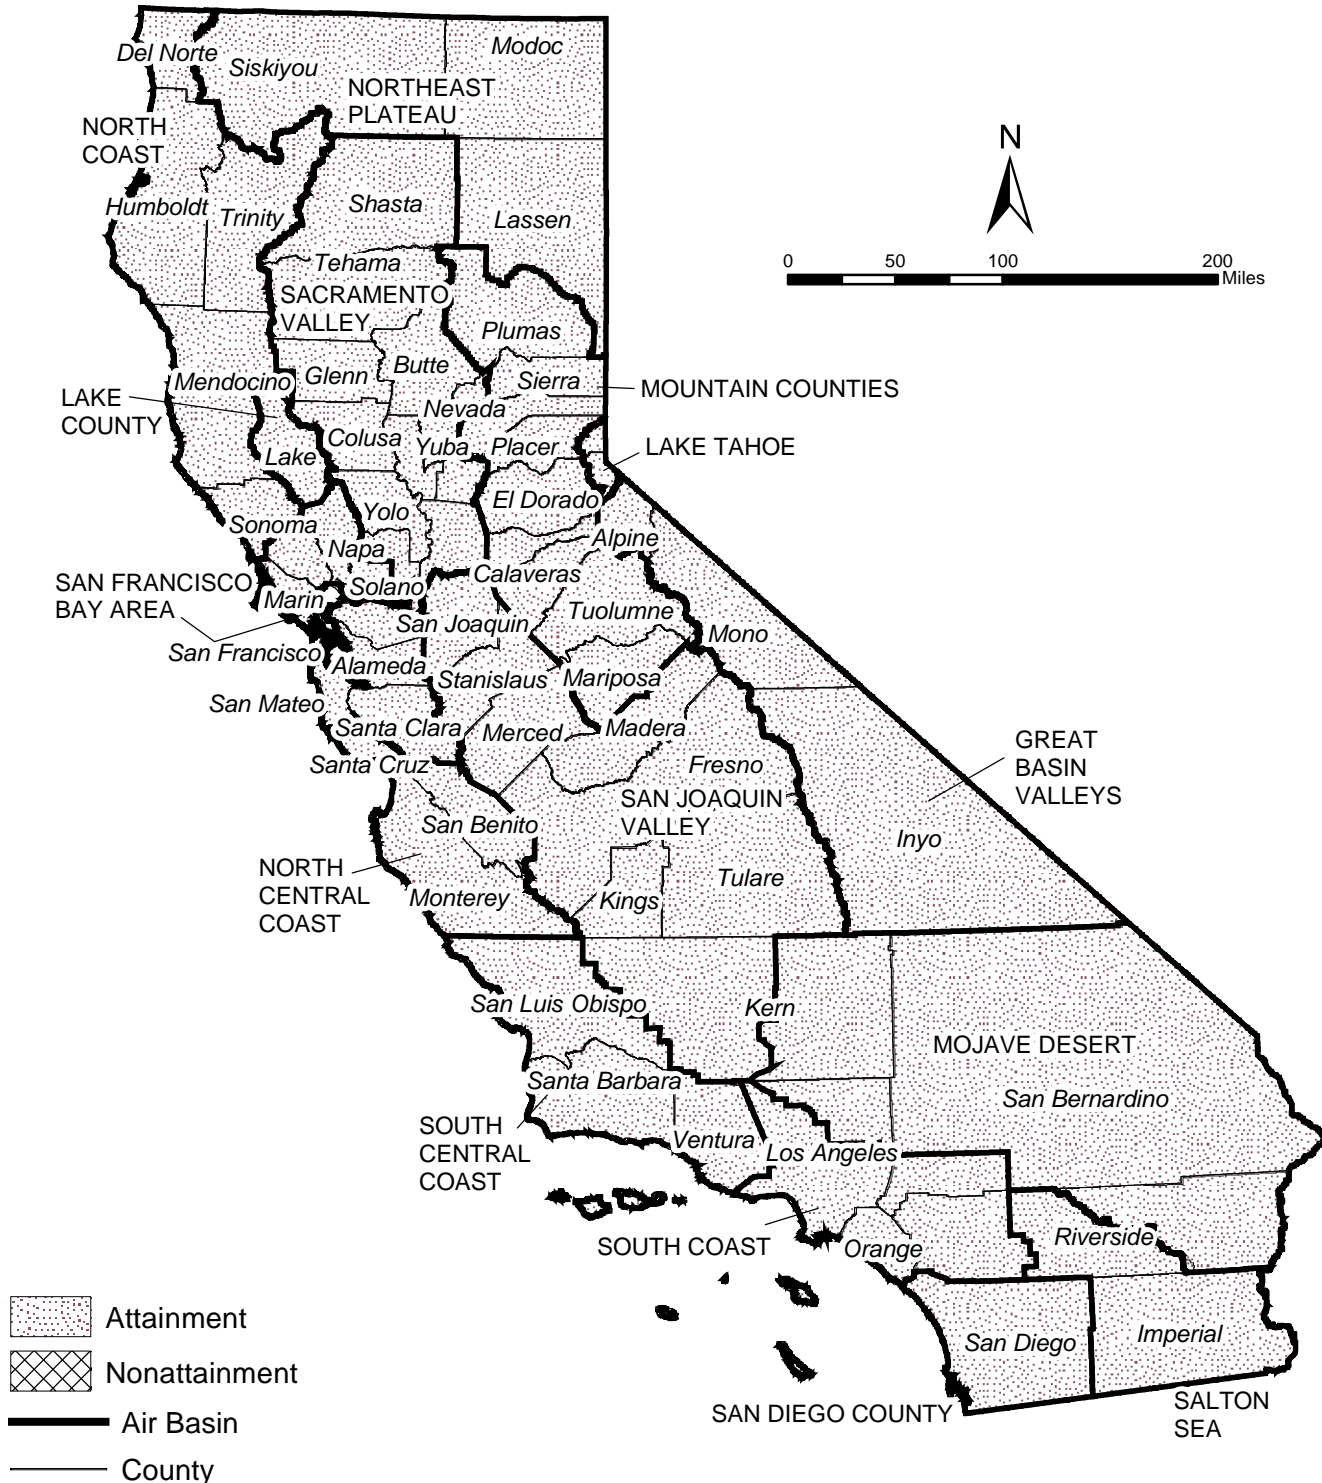 Del Norte
Siskiyou
Modoc
NORTHEAST
PLATEAU
NORTH
COAST
N
Humboldt
Trinity
Shasta
Lassen
Tehama
0 50 100 200
Miles
SACRAMENTO
VALLEY
Plumas
Glenn
Butte
Mendocino
Sierra
MOUNTAIN COUNTIES
LAKE
COUNTY
Nevada
Colusa
Yuba
Placer
LAKE TAHOE
Lake
El Dorado
Yolo
Sonoma
Napa
Alpine
SAN FRANCISCO
BAY AREA
Solano
Calaveras
Marin
Tuolumne
San Joaquin
Mono
San Francisco
Alameda
Stanislaus
Mariposa
San Mateo
Santa Clara
Merced
Madera
Santa Cruz
Fresno
GREAT
BASIN
VALLEYS
SAN JOAQUIN
VALLEY
San Benito
Inyo
NORTH
CENTRAL
COAST
Monterey
Kings
Tulare
San Luis Obispo
Kern
MOJAVE DESERT
Santa Barbara
San Bernardino
SOUTH
CENTRAL
COAST
Ventura
Los Angeles
SOUTH COAST
Orange
Riverside
San Diego
Imperial
SAN DIEGO COUNTY
SALTON
SEA
Attainment
Nonattainment
Air Basin
County